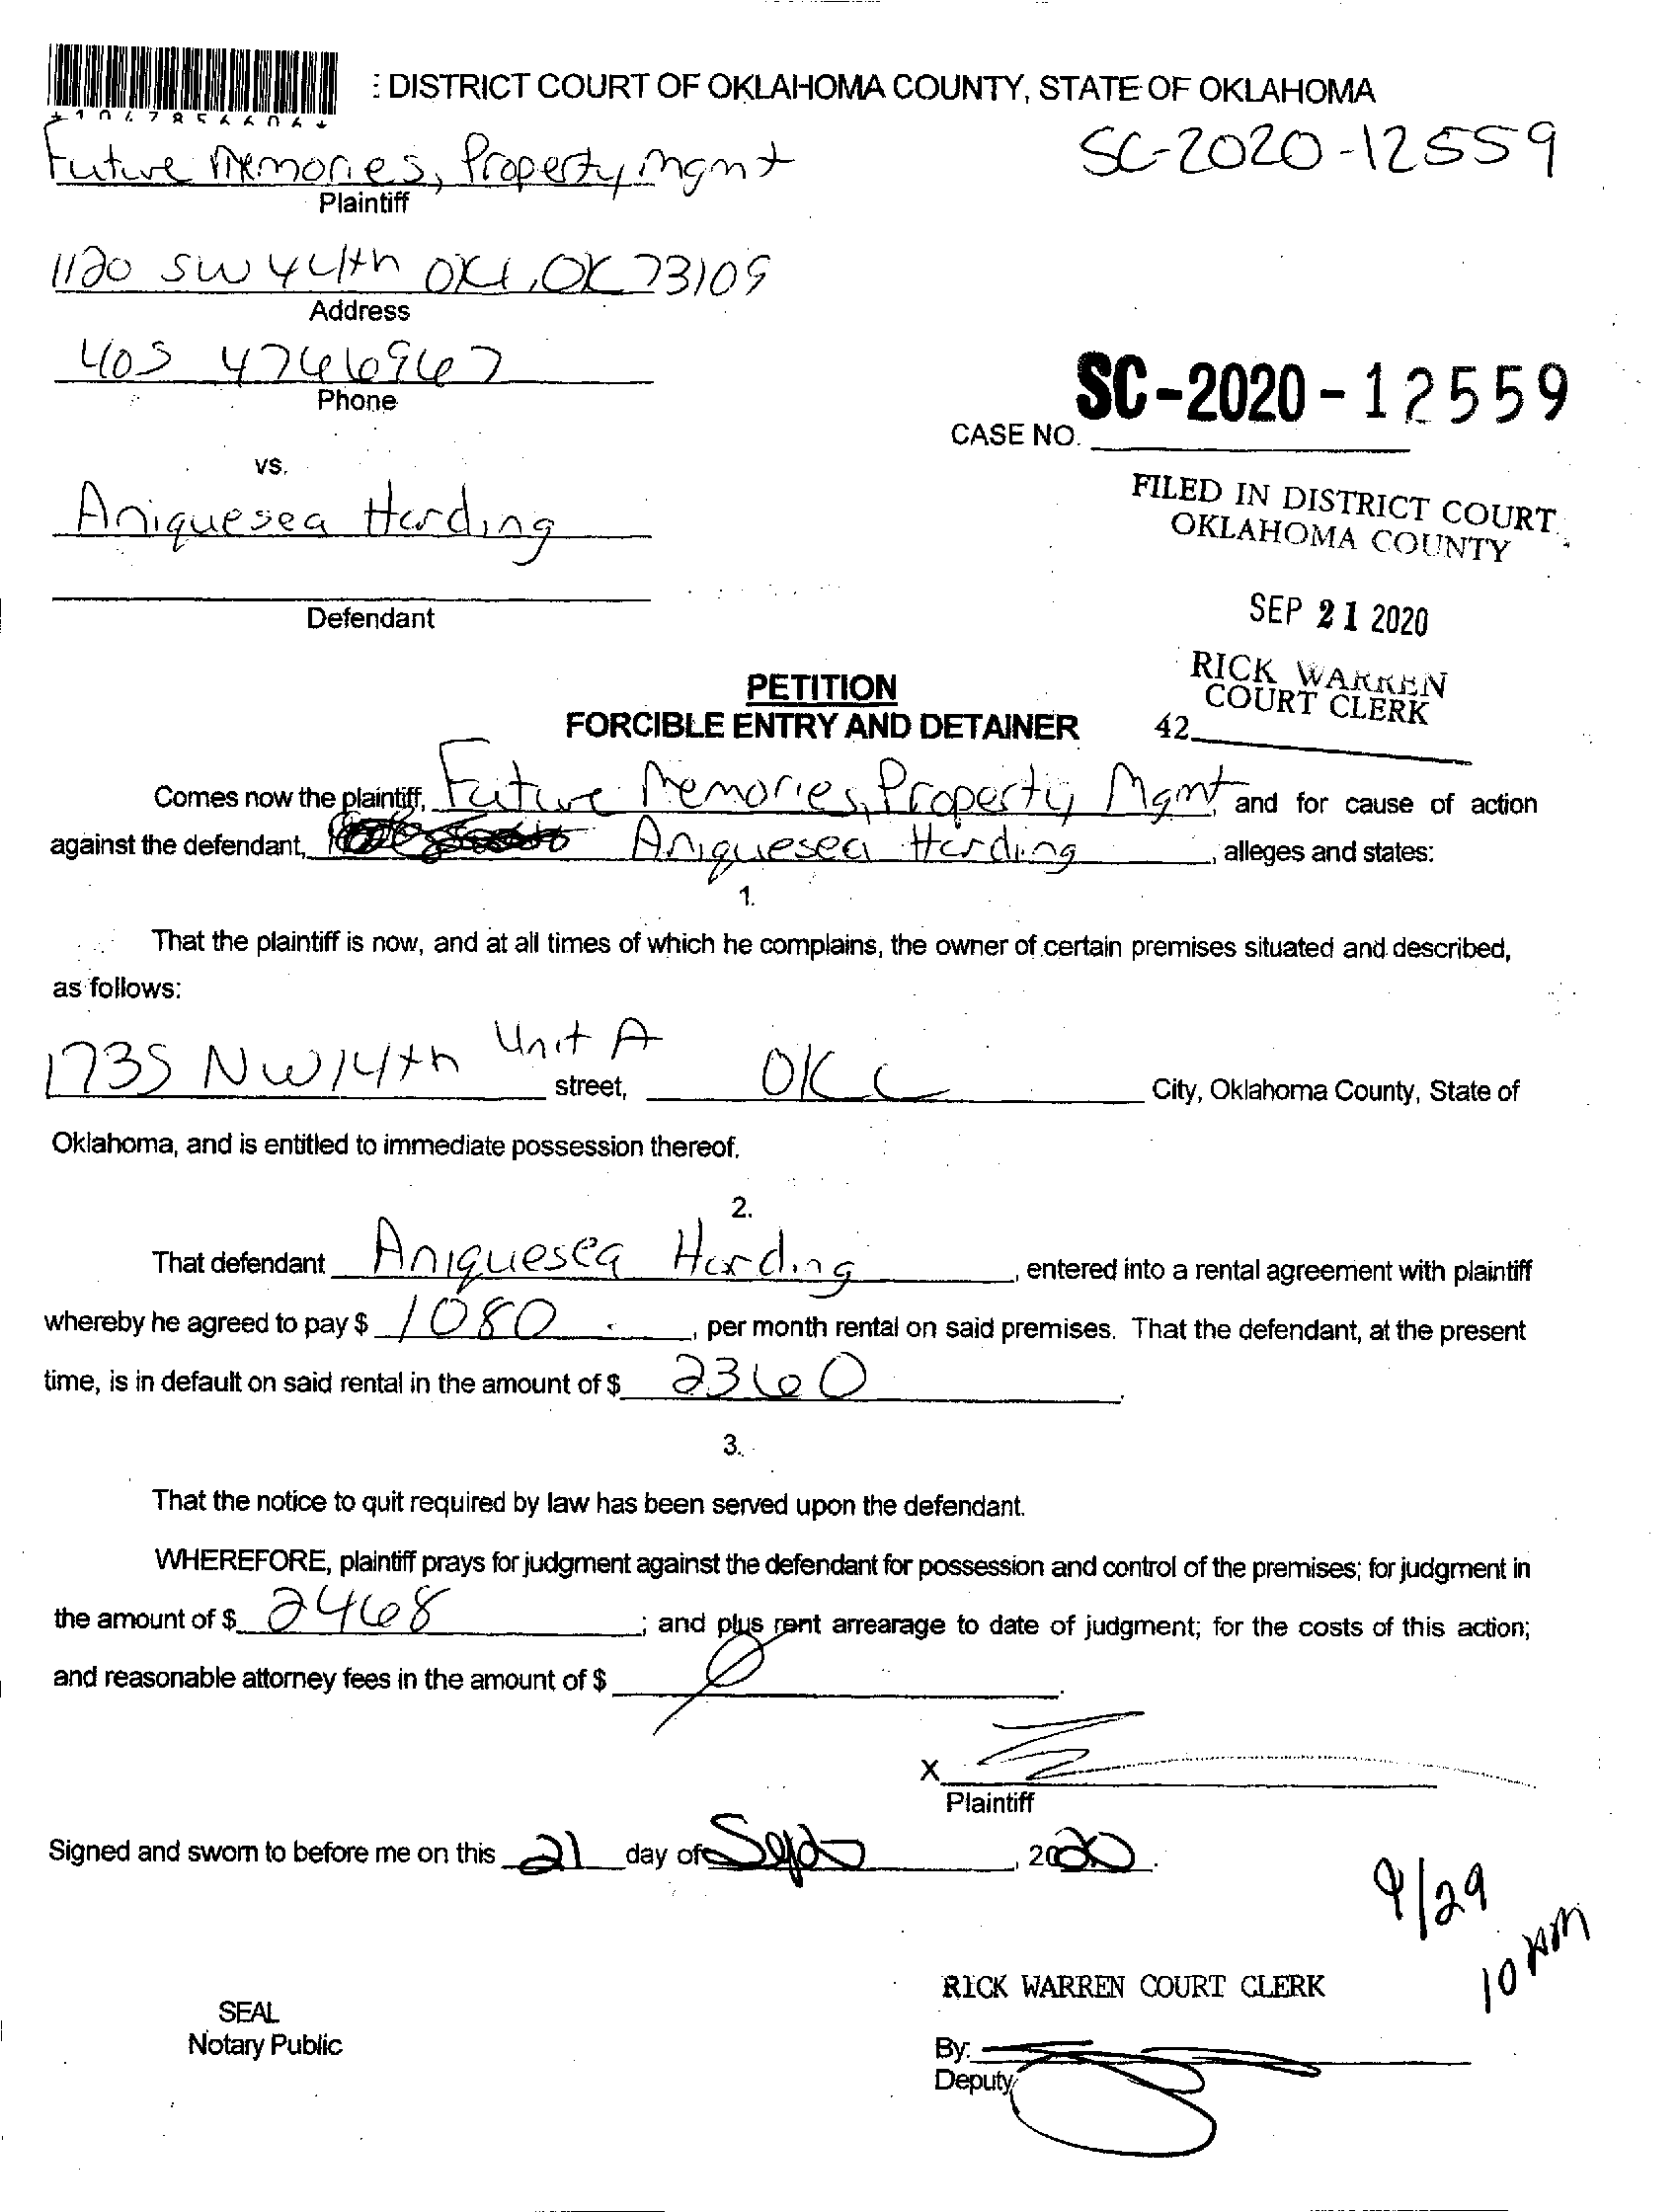 : DISTRICT COURT OF OKLAHOMA COUNTY, STATE OF OKLAHOMA
SC-2020-12559
Future Memories, Property Mgmt
Plaintiff
1120 SW 44th OKC, OK 73109
Address
405 4746967
Phone
SC-2020-12559
CASE NO.
vs.
Aniquesea Harding
FILED IN DISTRICT COURT
OKLAHOMA COUNTY
Defendant
SEP 21 2020
RICK WARREN
COURT CLERK
42
PETITION
FORCIBLE ENTRY AND DETAINER
Comes now the plaintiff, Future Memories, Property Mgmt, and for cause of action
against the defendant, Aniquesea Harding, alleges and states:
1.
That the plaintiff is now, and at all times of which he complains, the owner of certain premises situated and described,
as follows:
1735 NW 14th Unit A street, OKC City, Oklahoma County, State of
Oklahoma, and is entitled to immediate possession thereof.
2.
That defendant Aniquesea Harding, entered into a rental agreement with plaintiff
whereby he agreed to pay $ 1080, per month rental on said premises. That the defendant, at the present
time, is in default on said rental in the amount of $ 2360.
3.
That the notice to quit required by law has been served upon the defendant.
WHEREFORE, plaintiff prays for judgment against the defendant for possession and control of the premises; for judgment in
the amount of $ 2468; and plus rent arrearage to date of judgment; for the costs of this action;
and reasonable attorney fees in the amount of $ Ø.
X
Plaintiff
Signed and sworn to before me on this 21 day of Sept, 2020.
9/29
10 AM
RICK WARREN COURT CLERK
SEAL
Notary Public
By:
Deputy